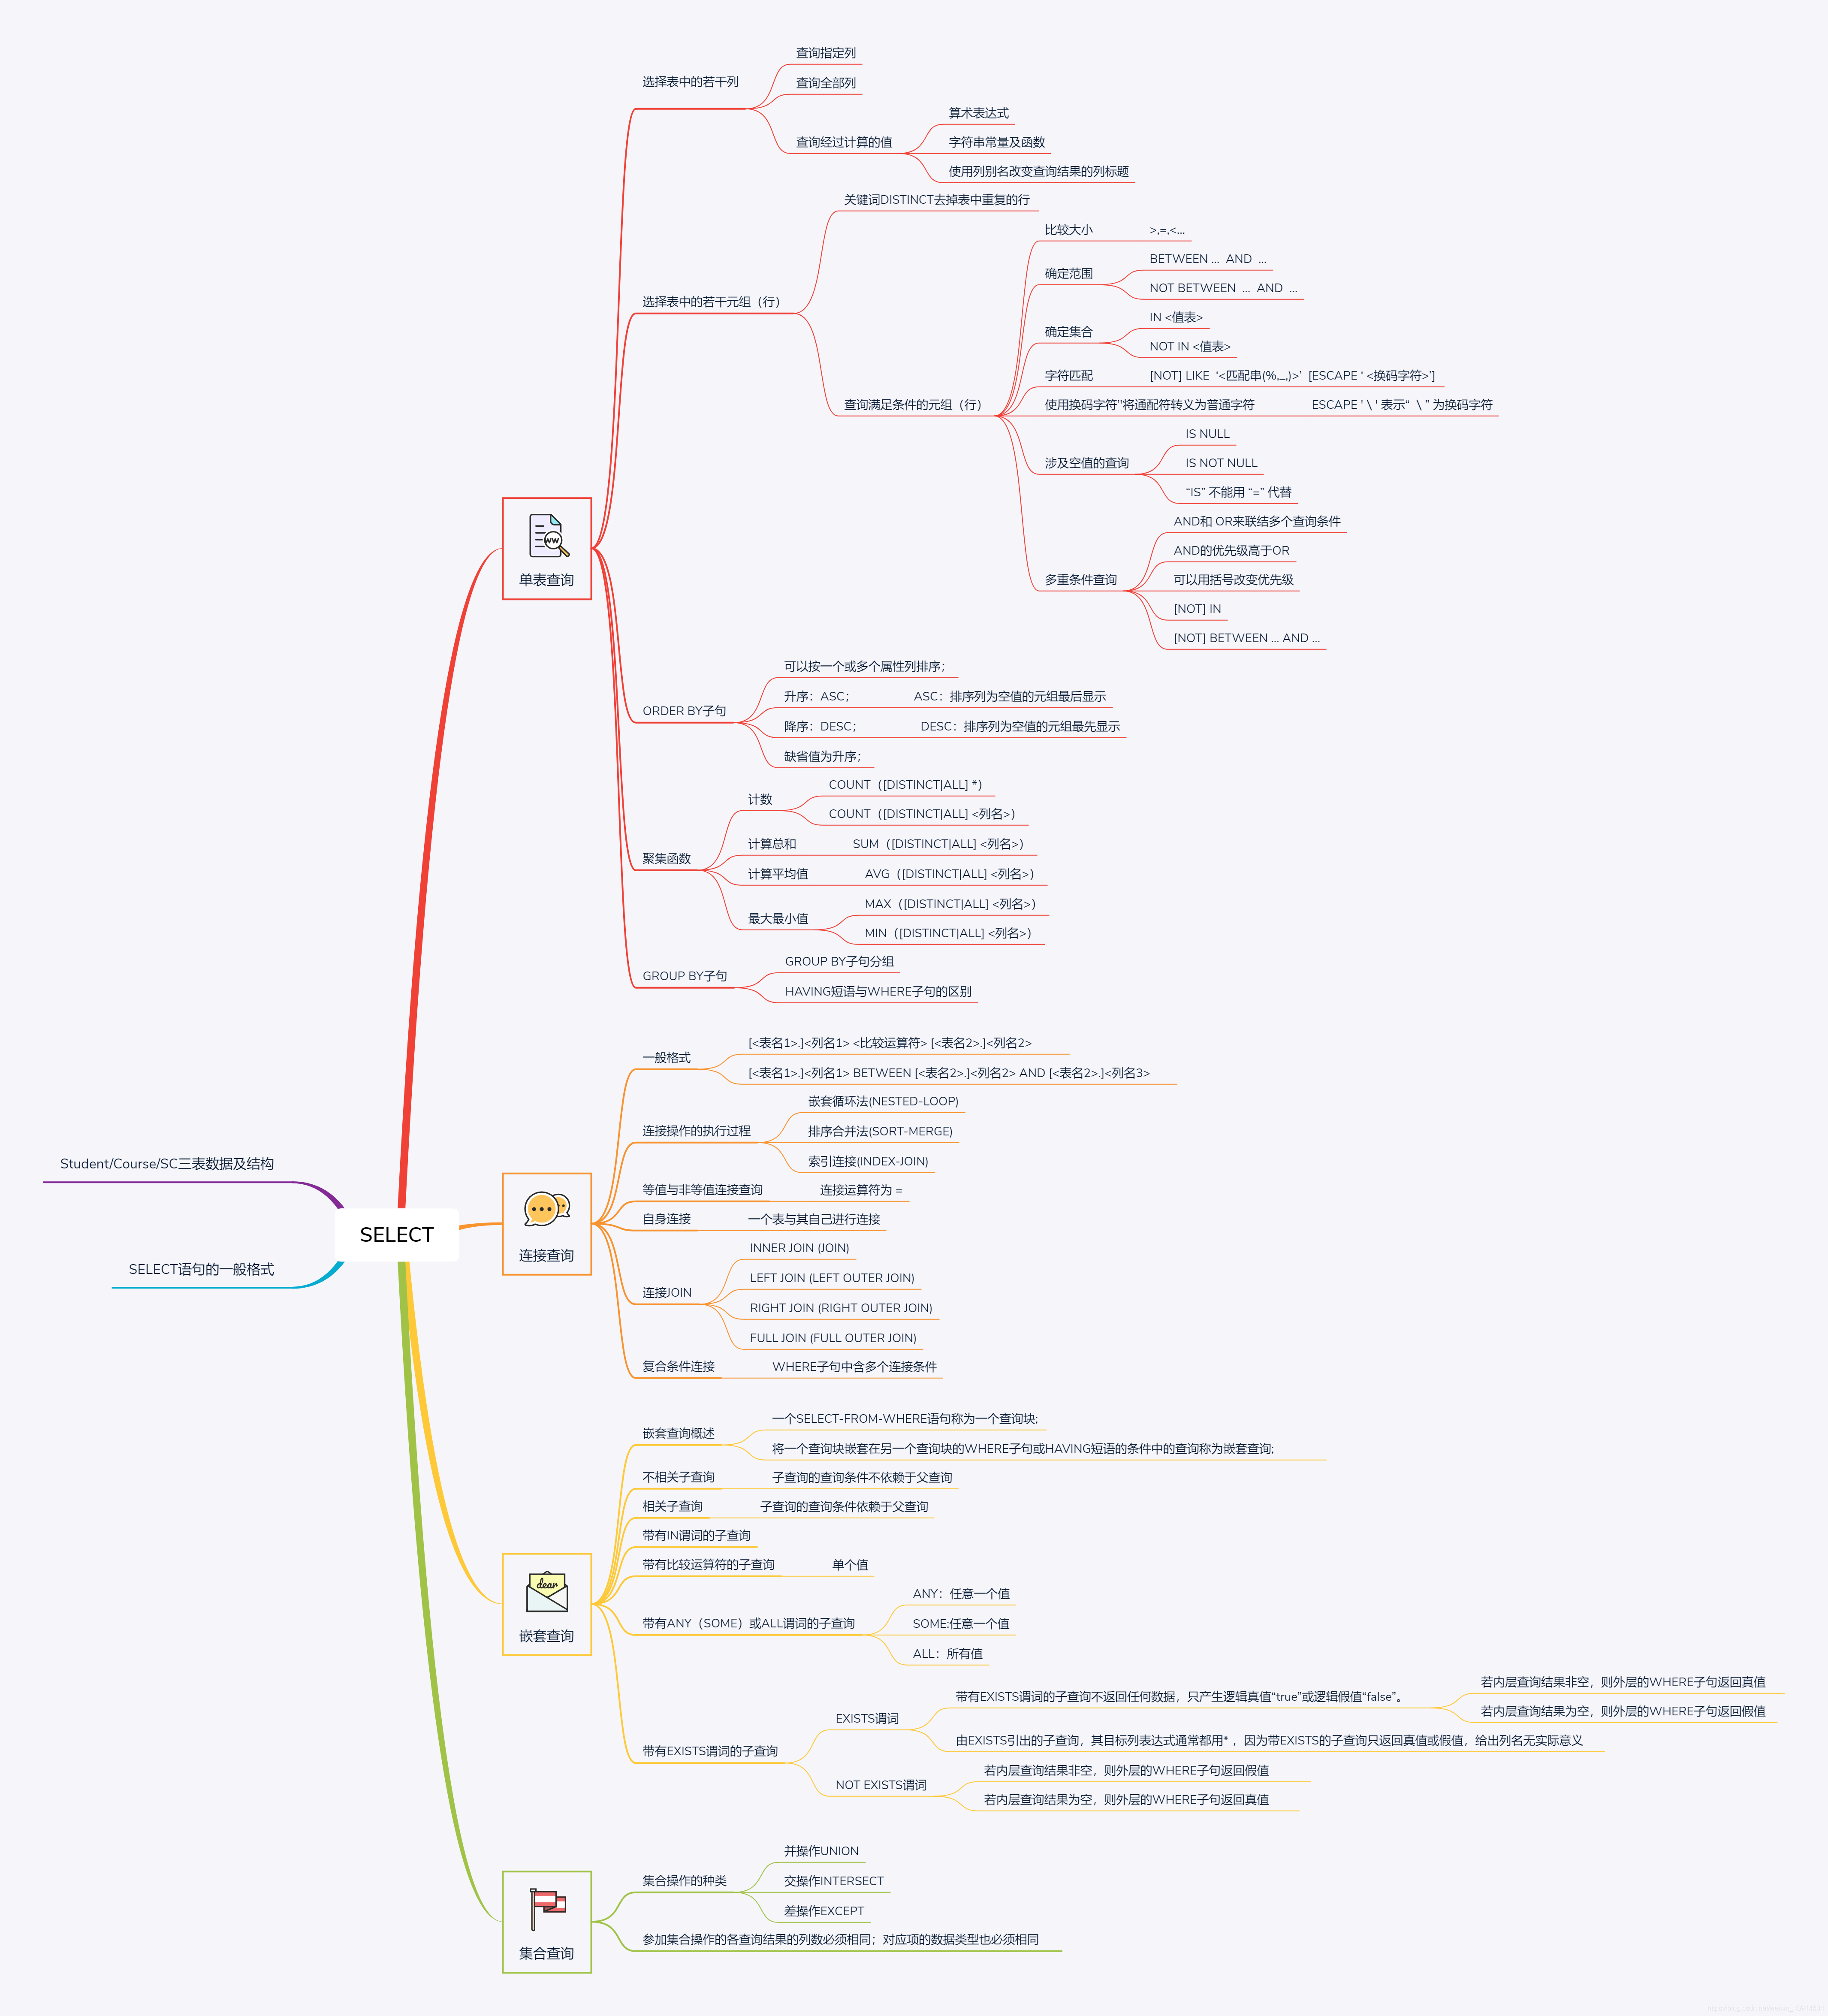 选择表中的若干列
查询指定列
查询全部列
查询经过计算的值
算术表达式
字符串常量及函数
使用列别名改变查询结果的列标题
选择表中的若干元组（行）
关键词DISTINCT去掉表中重复的行
查询满足条件的元组（行）
比较大小
>,=,<...
确定范围
BETWEEN ... AND ...
NOT BETWEEN ... AND ...
确定集合
IN <值表>
NOT IN <值表>
字符匹配
[NOT] LIKE ‘<匹配串(%,_,)>’ [ESCAPE ‘ <换码字符>’]
使用换码字符”将通配符转义为普通字符
ESCAPE ' \ ' 表示“ \ ” 为换码字符
涉及空值的查询
IS NULL
IS NOT NULL
“IS” 不能用 “=” 代替
多重条件查询
AND和 OR来联结多个查询条件
AND的优先级高于OR
可以用括号改变优先级
[NOT] IN
[NOT] BETWEEN ... AND ...
WW
单表查询
ORDER BY子句
可以按一个或多个属性列排序；
升序：ASC；
ASC：排序列为空值的元组最后显示
降序：DESC；
DESC：排序列为空值的元组最先显示
缺省值为升序；
聚集函数
计数
COUNT（[DISTINCT|ALL] *）
COUNT（[DISTINCT|ALL] <列名>）
计算总和
SUM（[DISTINCT|ALL] <列名>）
计算平均值
AVG（[DISTINCT|ALL] <列名>）
最大最小值
MAX（[DISTINCT|ALL] <列名>）
MIN（[DISTINCT|ALL] <列名>）
GROUP BY子句
GROUP BY子句分组
HAVING短语与WHERE子句的区别
Student/Course/SC三表数据及结构
SELECT
SELECT语句的一般格式
连接查询
一般格式
[<表名1>.]<列名1> <比较运算符> [<表名2>.]<列名2>
[<表名1>.]<列名1> BETWEEN [<表名2>.]<列名2> AND [<表名2>.]<列名3>
连接操作的执行过程
嵌套循环法(NESTED-LOOP)
排序合并法(SORT-MERGE)
索引连接(INDEX-JOIN)
等值与非等值连接查询
连接运算符为 =
自身连接
一个表与其自己进行连接
连接JOIN
INNER JOIN (JOIN)
LEFT JOIN (LEFT OUTER JOIN)
RIGHT JOIN (RIGHT OUTER JOIN)
FULL JOIN (FULL OUTER JOIN)
复合条件连接
WHERE子句中含多个连接条件
dear
嵌套查询
嵌套查询概述
一个SELECT-FROM-WHERE语句称为一个查询块;
将一个查询块嵌套在另一个查询块的WHERE子句或HAVING短语的条件中的查询称为嵌套查询;
不相关子查询
子查询的查询条件不依赖于父查询
相关子查询
子查询的查询条件依赖于父查询
带有IN谓词的子查询
带有比较运算符的子查询
单个值
带有ANY（SOME）或ALL谓词的子查询
ANY：任意一个值
SOME:任意一个值
ALL：所有值
带有EXISTS谓词的子查询
EXISTS谓词
带有EXISTS谓词的子查询不返回任何数据，只产生逻辑真值“true”或逻辑假值“false”。
若内层查询结果非空，则外层的WHERE子句返回真值
若内层查询结果为空，则外层的WHERE子句返回假值
由EXISTS引出的子查询，其目标列表达式通常都用* ，因为带EXISTS的子查询只返回真值或假值，给出列名无实际意义
NOT EXISTS谓词
若内层查询结果非空，则外层的WHERE子句返回假值
若内层查询结果为空，则外层的WHERE子句返回真值
集合查询
集合操作的种类
并操作UNION
交操作INTERSECT
差操作EXCEPT
参加集合操作的各查询结果的列数必须相同；对应项的数据类型也必须相同